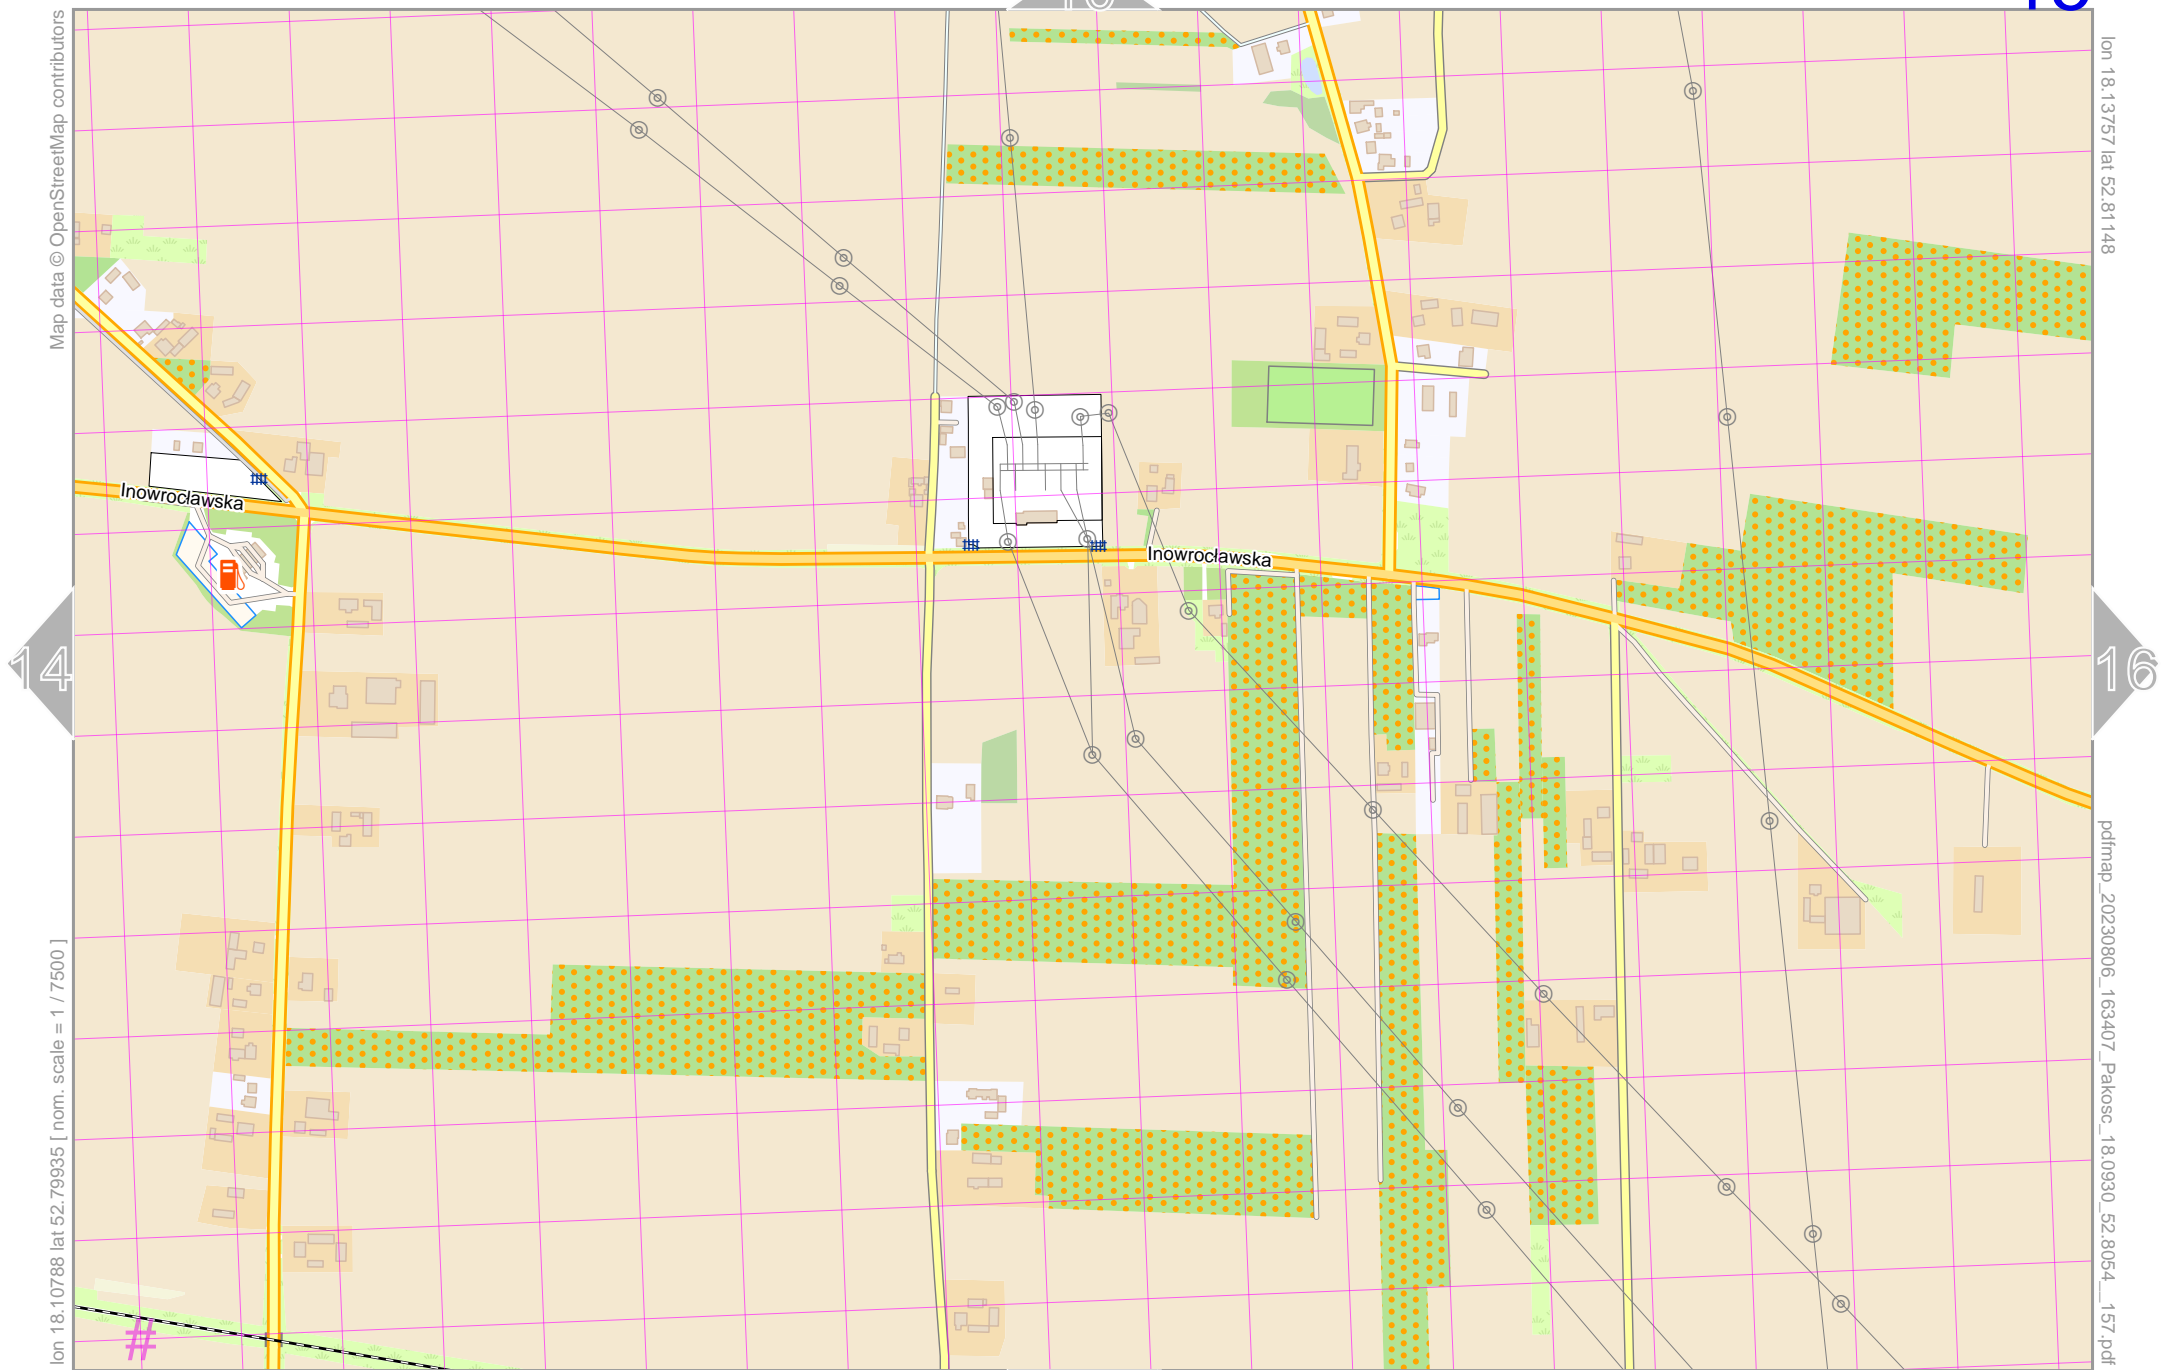 Map data © OpenStreetMap contributors
lon 18.13757 lat 52.81148
Inowrocławska
Inowrocławska
14
16
lon 18.10788 lat 52.79935 [ nom. scale = 1 / 7500 ]
pdfmap_20230806_163407_Pakosc_18.0930_52.8054__157.pdf
#